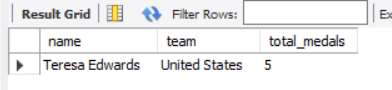 Result Grid Filter Rows: Ex
name team total_medals
Teresa Edwards United States 5